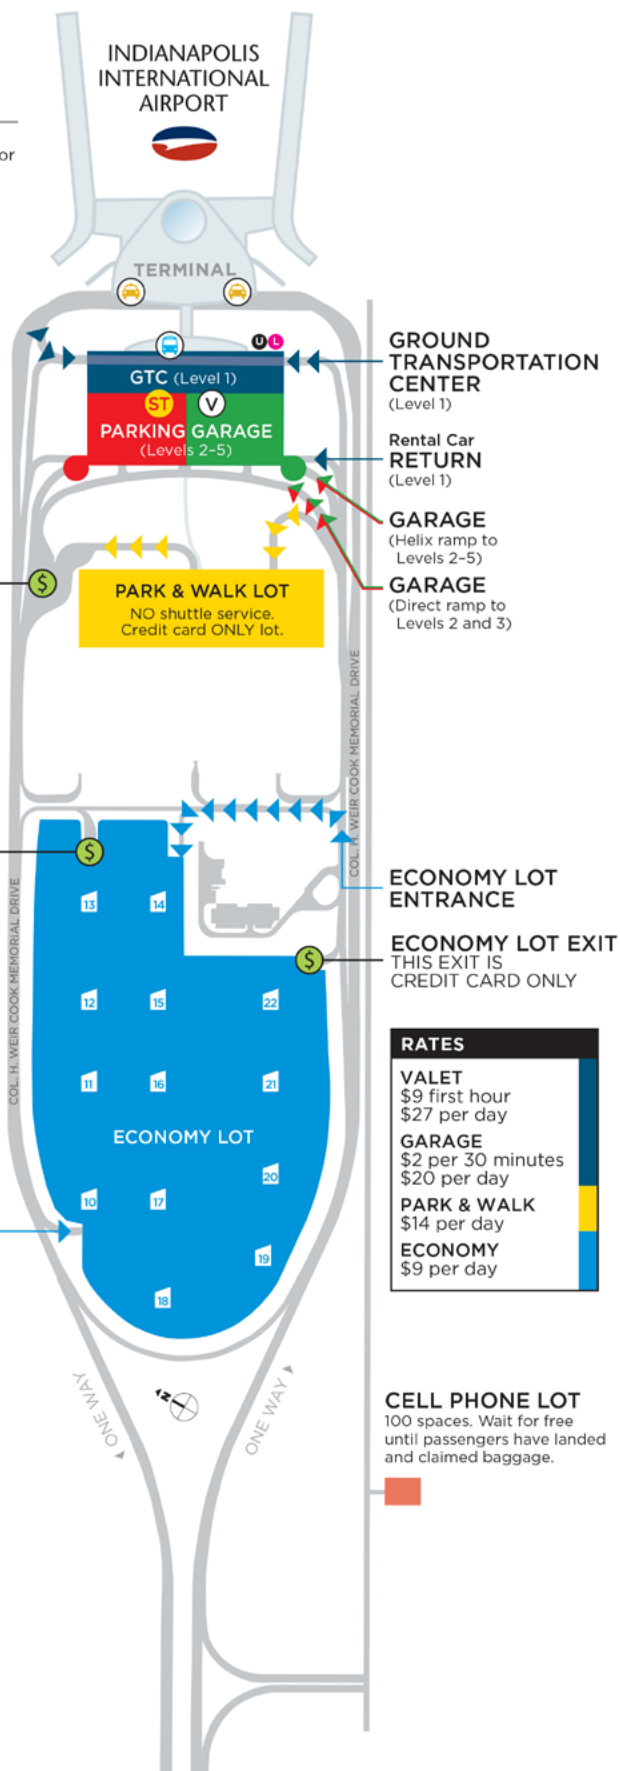 INDIANAPOLIS
INTERNATIONAL
AIRPORT
or
TERMINAL
U L
GTC (Level 1)
ST V
PARKING GARAGE
(Levels 2-5)
GROUND
TRANSPORTATION
CENTER
(Level 1)
Rental Car
RETURN
(Level 1)
GARAGE
(Helix ramp to
Levels 2-5)
GARAGE
(Direct ramp to
Levels 2 and 3)
$
PARK & WALK LOT
NO shuttle service.
Credit card ONLY lot.
COL. H. WEIR COOK MEMORIAL DRIVE
$
ECONOMY LOT
ENTRANCE
13 14
ECONOMY LOT EXIT
THIS EXIT IS
CREDIT CARD ONLY
$
COL. H. WEIR COOK MEMORIAL DRIVE
12 15 22
11 16 21
ECONOMY LOT
20
10 17
19
18
RATES
VALET
$9 first hour
$27 per day
GARAGE
$2 per 30 minutes
$20 per day
PARK & WALK
$14 per day
ECONOMY
$9 per day
ONE WAY
N
ONE WAY
CELL PHONE LOT
100 spaces. Wait for free
until passengers have landed
and claimed baggage.